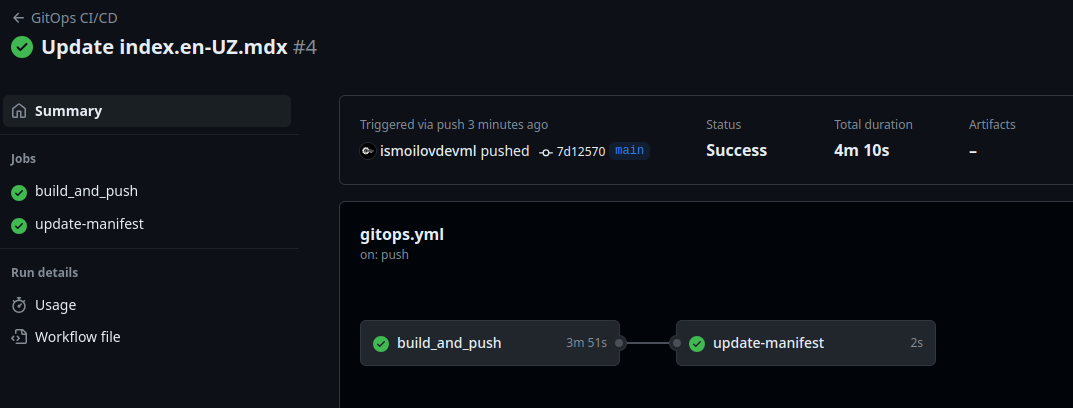 GitOps CI/CD
Update index.en-UZ.mdx #4
Summary
Jobs
build_and_push
update-manifest
Run details
Usage
Workflow file
Triggered via push 3 minutes ago
ismoilovdevml pushed 7d12570 main
Status
Success
Total duration
4m 10s
Artifacts
–
gitops.yml
on: push
build_and_push 3m 51s
update-manifest 2s